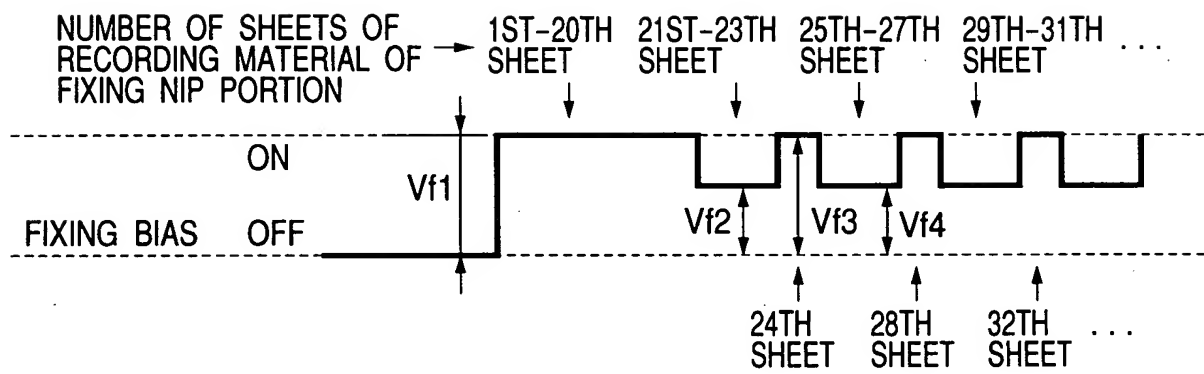 NUMBER OF SHEETS OF
RECORDING MATERIAL OF
FIXING NIP PORTION
1ST-20TH
SHEET
21ST-23TH
SHEET
25TH-27TH
SHEET
29TH-31TH
SHEET
...
ON
Vf1
Vf2
Vf3
Vf4
FIXING BIAS OFF
24TH
SHEET
28TH
SHEET
32TH
SHEET
...